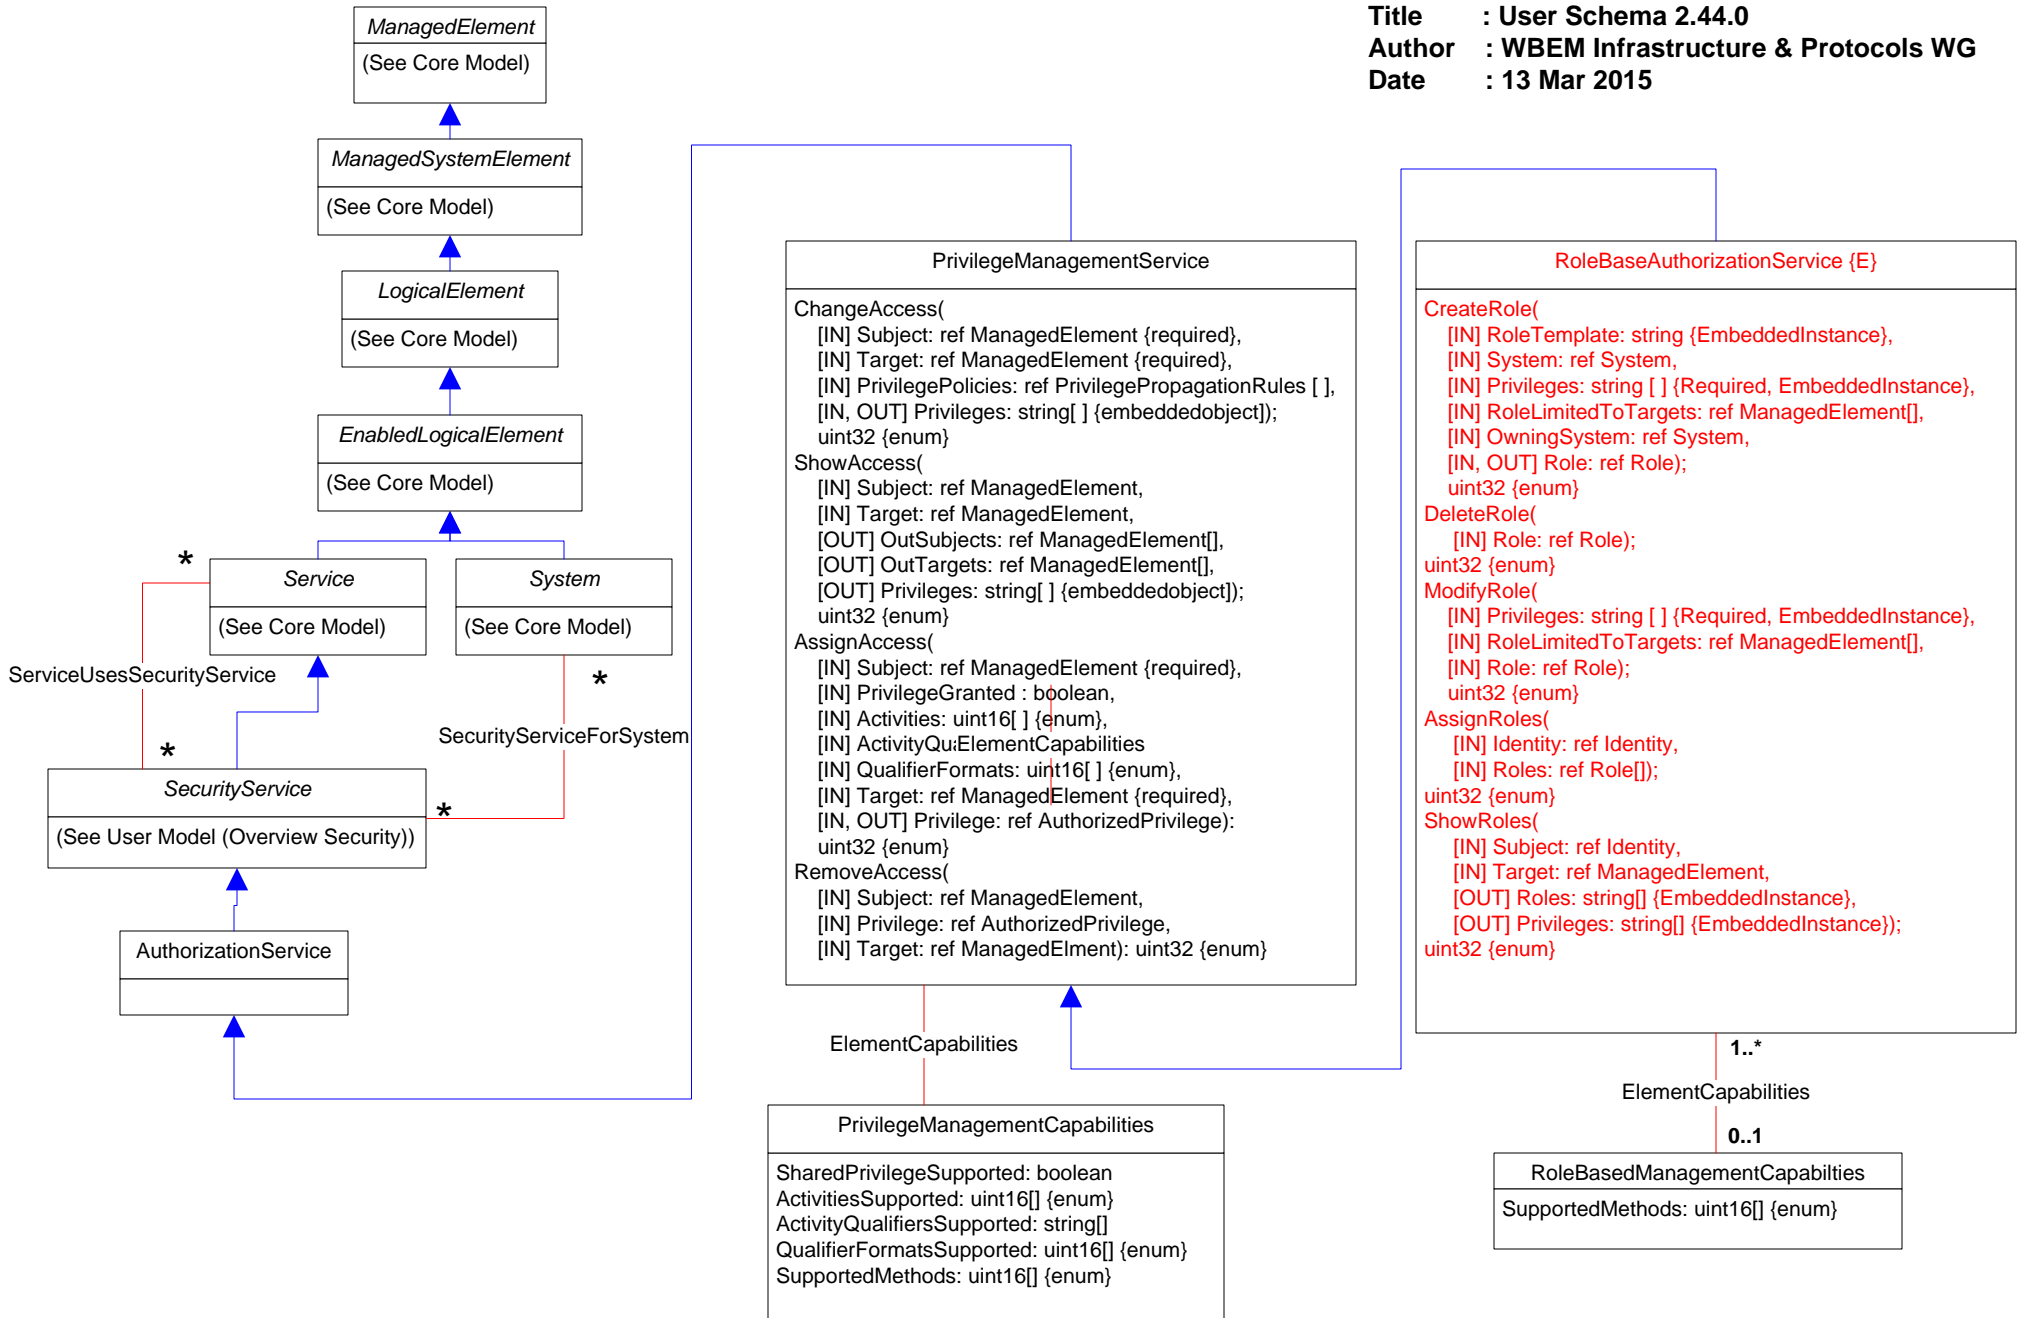 Title : User Schema 2.44.0
Author : WBEM Infrastructure & Protocols WG
Date : 13 Mar 2015
ManagedElement
(See Core Model)
ManagedSystemElement
(See Core Model)
LogicalElement
(See Core Model)
EnabledLogicalElement
(See Core Model)
*
Service
(See Core Model)
System
(See Core Model)
ServiceUsesSecurityService
*
SecurityServiceForSystem
*
*
SecurityService
(See User Model (Overview Security))
AuthorizationService
PrivilegeManagementService
ChangeAccess(
[IN] Subject: ref ManagedElement {required},
[IN] Target: ref ManagedElement {required},
[IN] PrivilegePolicies: ref PrivilegePropagationRules [ ],
[IN, OUT] Privileges: string[ ] {embeddedobject]);
uint32 {enum}
ShowAccess(
[IN] Subject: ref ManagedElement,
[IN] Target: ref ManagedElement,
[OUT] OutSubjects: ref ManagedElement[],
[OUT] OutTargets: ref ManagedElement[],
[OUT] Privileges: string[ ] {embeddedobject]);
uint32 {enum}
AssignAccess(
[IN] Subject: ref ManagedElement {required},
[IN] PrivilegeGranted : boolean,
[IN] Activities: uint16[ ] {enum},
[IN] ActivityQu ElementCapabilities
[IN] QualifierFormats: uint16[ ] {enum},
[IN] Target: ref ManagedElement {required},
[IN, OUT] Privilege: ref AuthorizedPrivilege):
uint32 {enum}
RemoveAccess(
[IN] Subject: ref ManagedElement,
[IN] Privilege: ref AuthorizedPrivilege,
[IN] Target: ref ManagedElment): uint32 {enum}
ElementCapabilities
PrivilegeManagementCapabilities
SharedPrivilegeSupported: boolean
ActivitiesSupported: uint16[] {enum}
ActivityQualifiersSupported: string[]
QualifierFormatsSupported: uint16[] {enum}
SupportedMethods: uint16[] {enum}
RoleBaseAuthorizationService {E}
CreateRole(
[IN] RoleTemplate: string {EmbeddedInstance},
[IN] System: ref System,
[IN] Privileges: string [ ] {Required, EmbeddedInstance},
[IN] RoleLimitedToTargets: ref ManagedElement[],
[IN] OwningSystem: ref System,
[IN, OUT] Role: ref Role);
uint32 {enum}
DeleteRole(
[IN] Role: ref Role);
uint32 {enum}
ModifyRole(
[IN] Privileges: string [ ] {Required, EmbeddedInstance},
[IN] RoleLimitedToTargets: ref ManagedElement[],
[IN] Role: ref Role);
uint32 {enum}
AssignRoles(
[IN] Identity: ref Identity,
[IN] Roles: ref Role[]);
uint32 {enum}
ShowRoles(
[IN] Subject: ref Identity,
[IN] Target: ref ManagedElement,
[OUT] Roles: string[] {EmbeddedInstance},
[OUT] Privileges: string[] {EmbeddedInstance});
uint32 {enum}
1..*
ElementCapabilities
0..1
RoleBasedManagementCapabilties
SupportedMethods: uint16[] {enum}